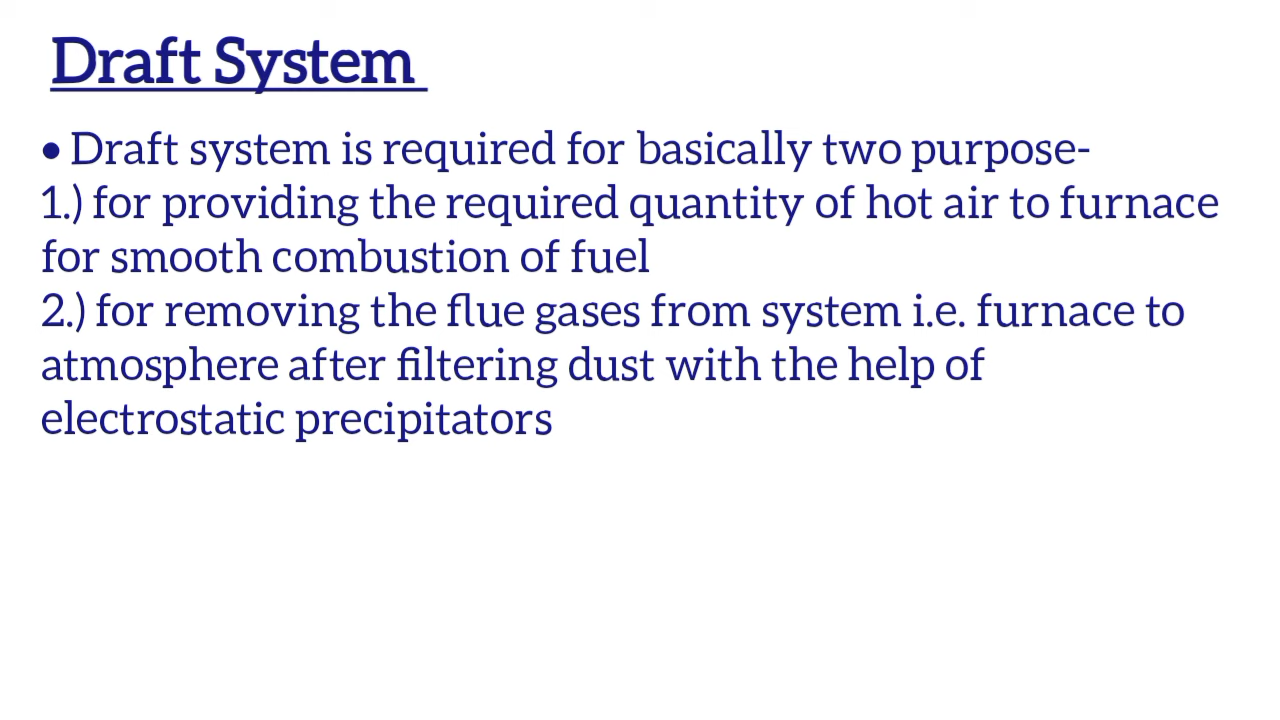 Draft System
• Draft system is required for basically two purpose-
1.) for providing the required quantity of hot air to furnace
for smooth combustion of fuel
2.) for removing the flue gases from system i.e. furnace to
atmosphere after filtering dust with the help of
electrostatic precipitators